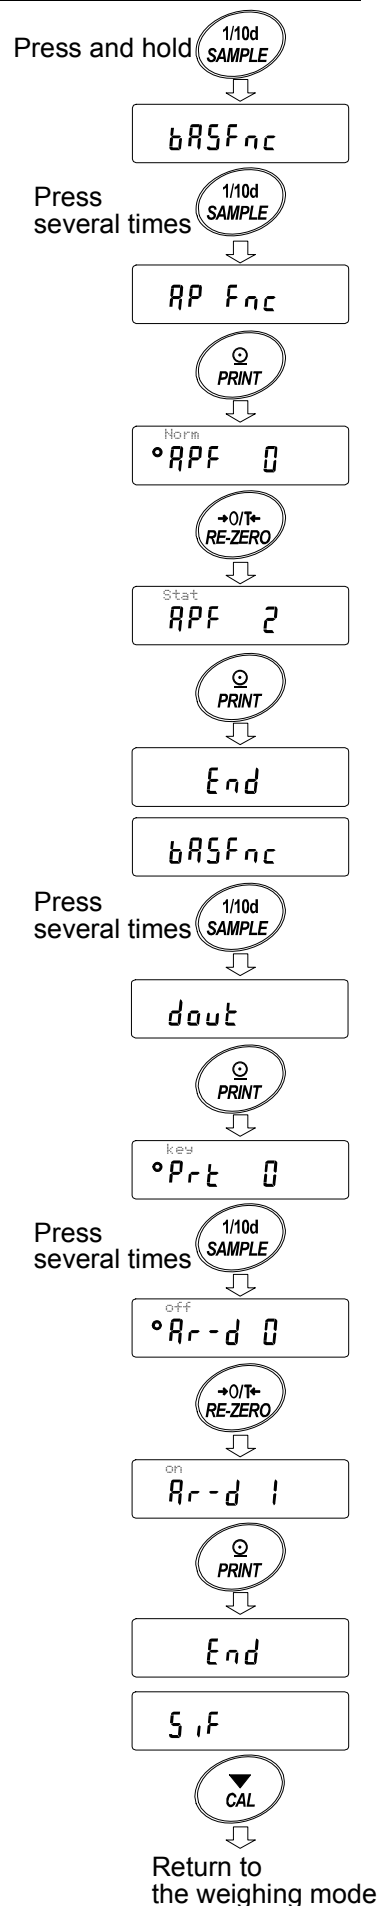 Press and hold
1/10d
SAMPLE
bASFnc
Press
several times
1/10d
SAMPLE
AP Fnc
PRINT
Norm
APF 0
→0/T←
RE-ZERO
Stat
APF 2
PRINT
End
bASFnc
Press
several times
1/10d
SAMPLE
dout
PRINT
key
Prt 0
Press
several times
1/10d
SAMPLE
off
Ar-d 0
→0/T←
RE-ZERO
on
Ar-d 1
PRINT
End
SiF
CAL
Return to
the weighing mode